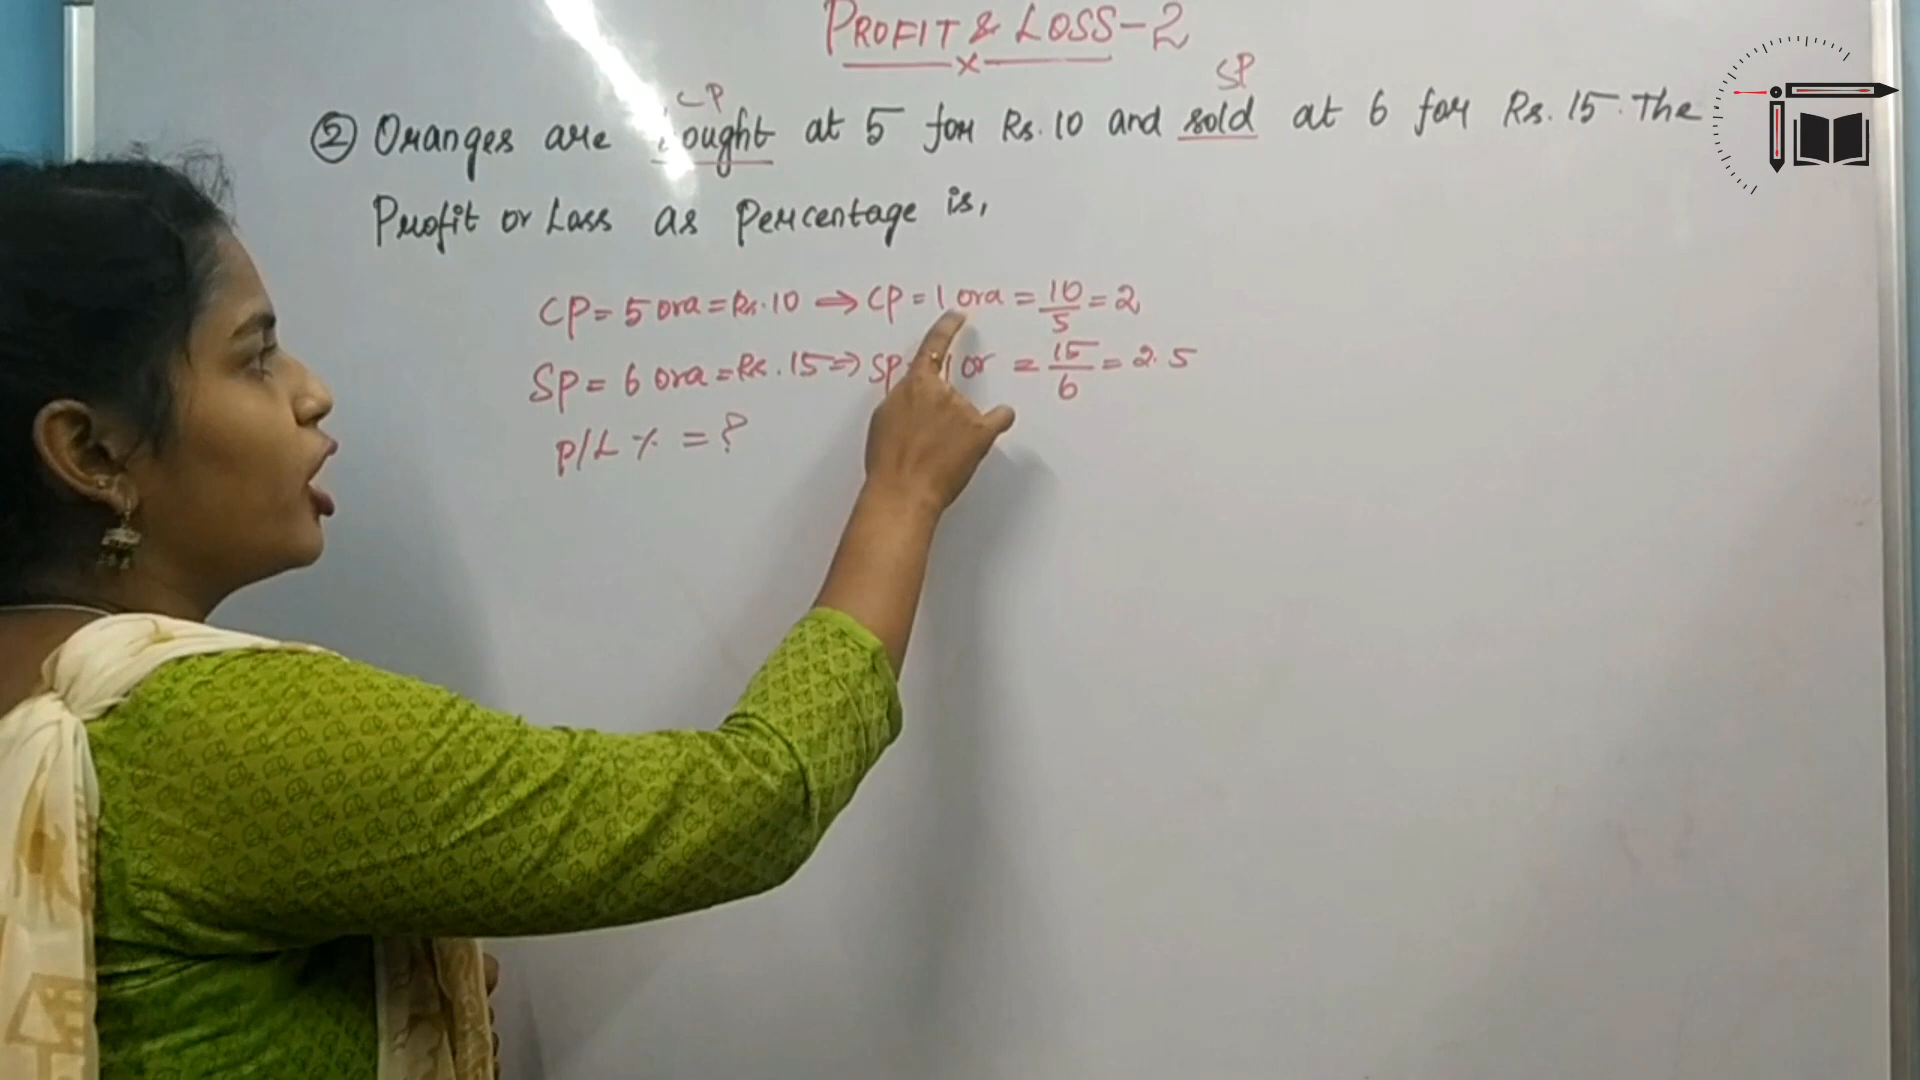 PROFIT & LOSS-2
CP
SP
② Oranges are bought at 5 for Rs. 10 and sold at 6 for Rs. 15. The
Profit or Loss as Percentage is,
CP = 5 ora = Rs. 10 ⇒ CP = 1 ora = 10/5 = 2
SP = 6 ora = Rs. 15 ⇒ SP = 1 or = 15/6 = 2.5
P/L % = ?